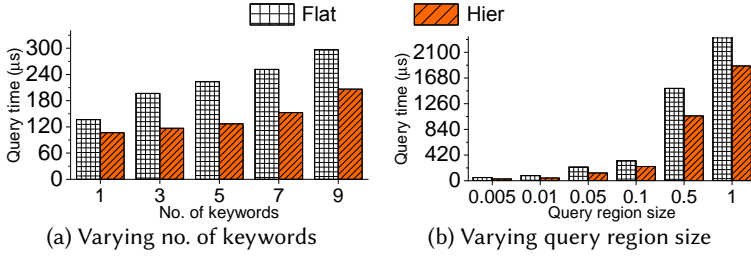 Flat Hier
Query time (µs)
300
240
180
120
60
0
1 3 5 7 9
No. of keywords
(a) Varying no. of keywords
Query time (µs)
2100
1680
1260
840
420
0
0.005 0.01 0.05 0.1 0.5 1
Query region size
(b) Varying query region size